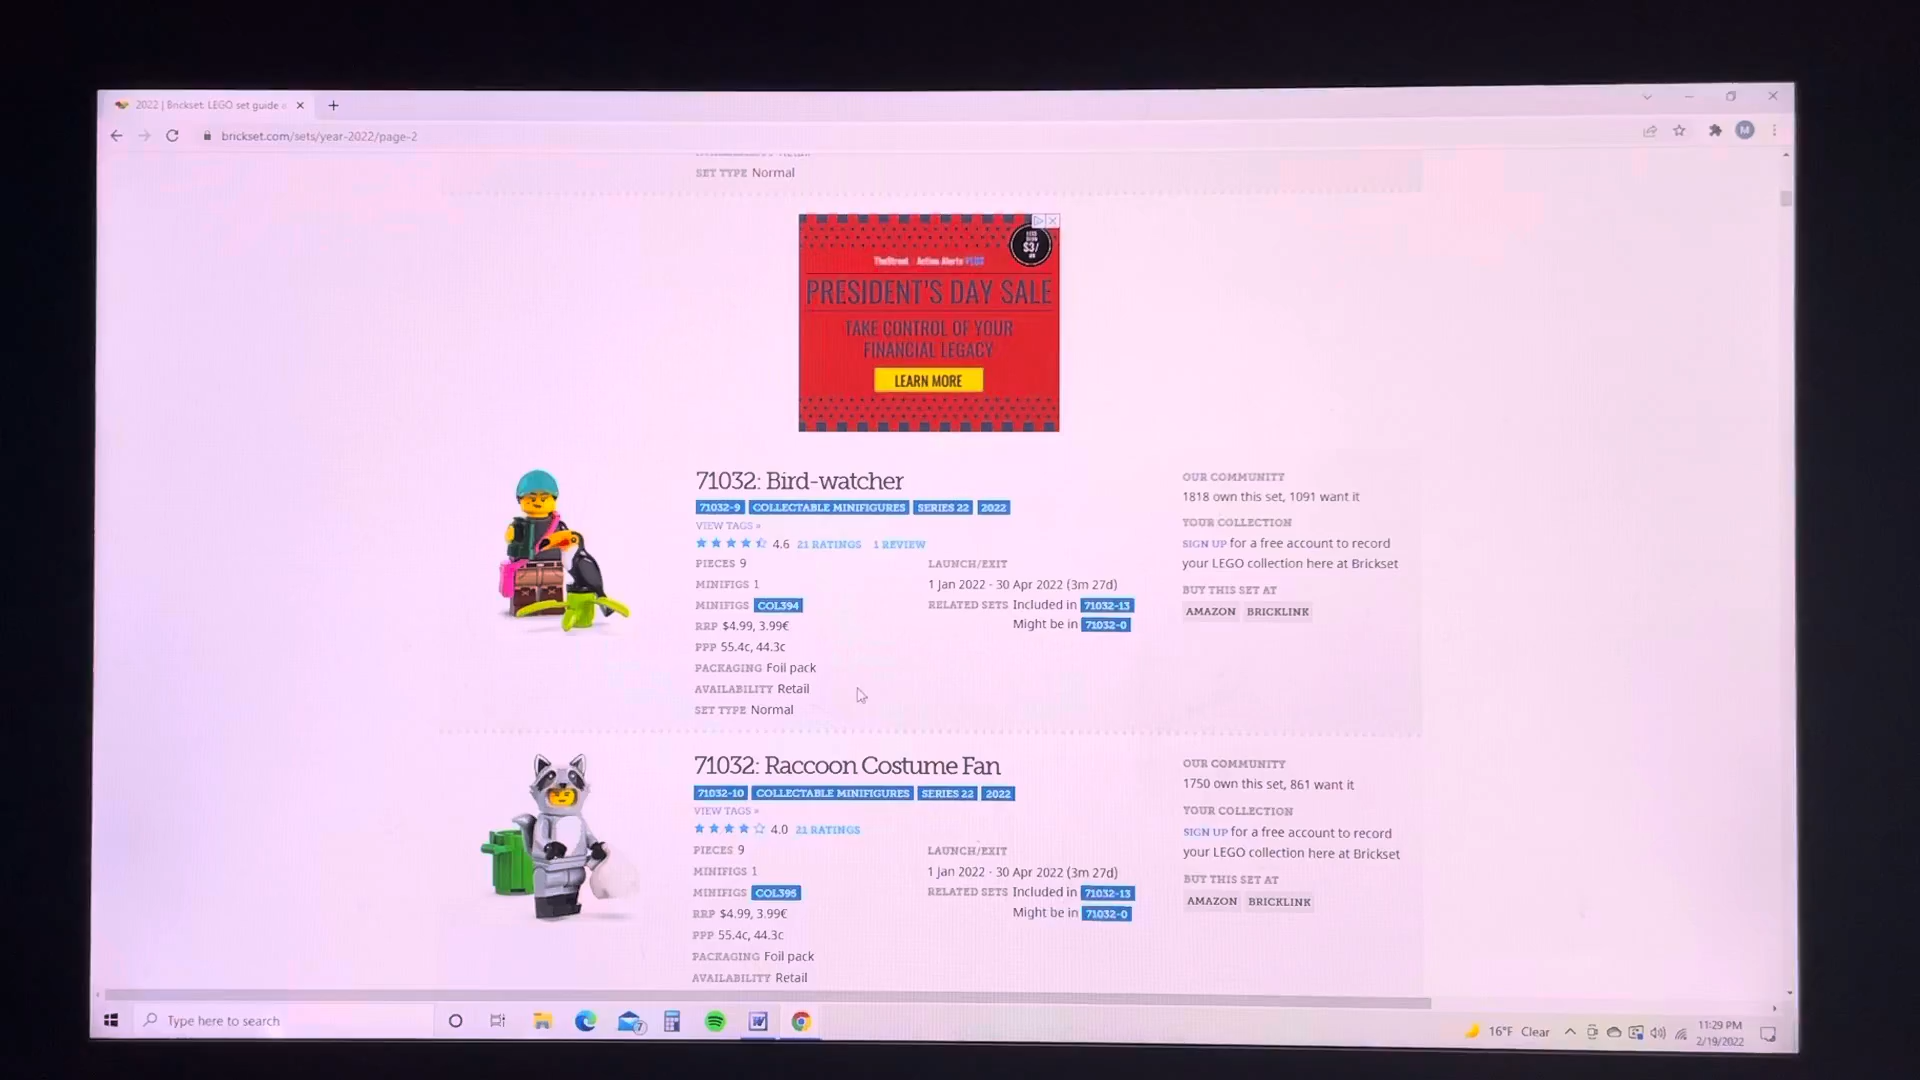 2022 | Brickset: LEGO set guide
brickset.com/sets/year-2022/page-2
M
SET TYPE Normal
$3/
TheStreet Action Alerts PLUS
PRESIDENT'S DAY SALE
TAKE CONTROL OF YOUR
FINANCIAL LEGACY
LEARN MORE
71032: Bird-watcher
71032-9 COLLECTABLE MINIFIGURES SERIES 22 2022
VIEW TAGS »
4.6 21 RATINGS 1 REVIEW
PIECES 9
MINIFIGS 1
MINIFIGS COL394
RRP $4.99, 3.99€
PPP 55.4c, 44.3c
PACKAGING Foil pack
AVAILABILITY Retail
SET TYPE Normal
LAUNCH/EXIT
1 Jan 2022 - 30 Apr 2022 (3m 27d)
RELATED SETS Included in 71032-13
Might be in 71032-0
OUR COMMUNITY
1818 own this set, 1091 want it
YOUR COLLECTION
SIGN UP for a free account to record
your LEGO collection here at Brickset
BUY THIS SET AT
AMAZON BRICKLINK
71032: Raccoon Costume Fan
71032-10 COLLECTABLE MINIFIGURES SERIES 22 2022
VIEW TAGS »
4.0 21 RATINGS
PIECES 9
MINIFIGS 1
MINIFIGS COL395
RRP $4.99, 3.99€
PPP 55.4c, 44.3c
PACKAGING Foil pack
AVAILABILITY Retail
LAUNCH/EXIT
1 Jan 2022 - 30 Apr 2022 (3m 27d)
RELATED SETS Included in 71032-13
Might be in 71032-0
OUR COMMUNITY
1750 own this set, 861 want it
YOUR COLLECTION
SIGN UP for a free account to record
your LEGO collection here at Brickset
BUY THIS SET AT
AMAZON BRICKLINK
Type here to search
7
W
16°F Clear
11:29 PM
2/19/2022